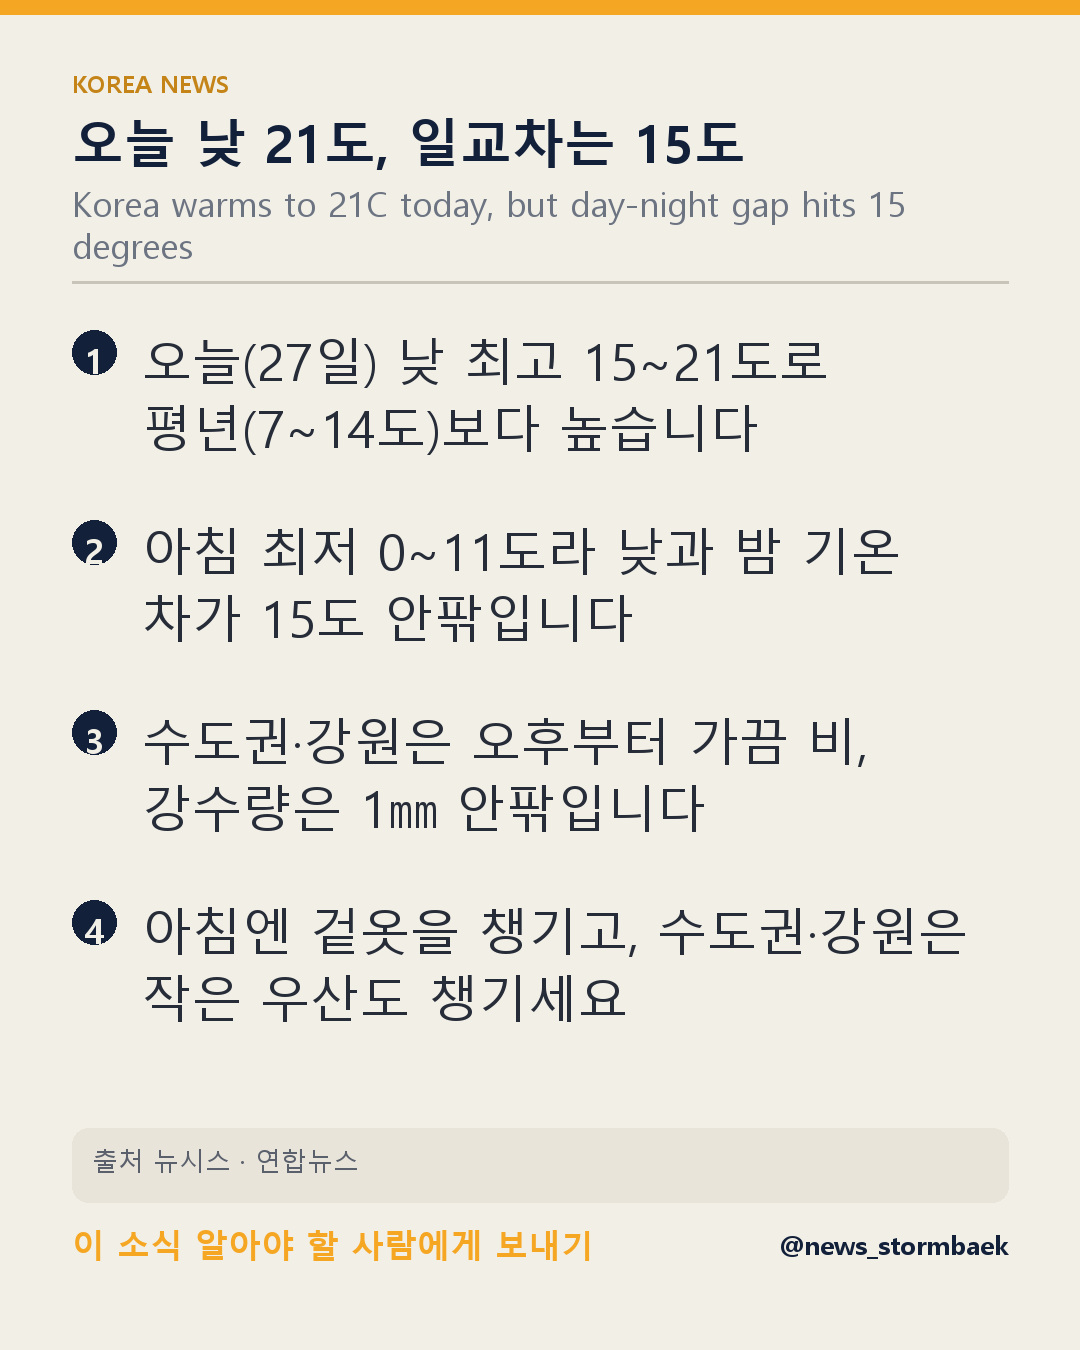 KOREA NEWS
오늘 낮 21도, 일교차는 15도
Korea warms to 21C today, but day-night gap hits 15
degrees
1 오늘(27일) 낮 최고 15~21도로
평년(7~14도)보다 높습니다
2 아침 최저 0~11도라 낮과 밤 기온
차가 15도 안팎입니다
3 수도권·강원은 오후부터 가끔 비,
강수량은 1㎜ 안팎입니다
4 아침엔 겉옷을 챙기고, 수도권·강원은
작은 우산도 챙기세요
출처 뉴시스 · 연합뉴스
이 소식 알아야 할 사람에게 보내기
@news_stormbaek